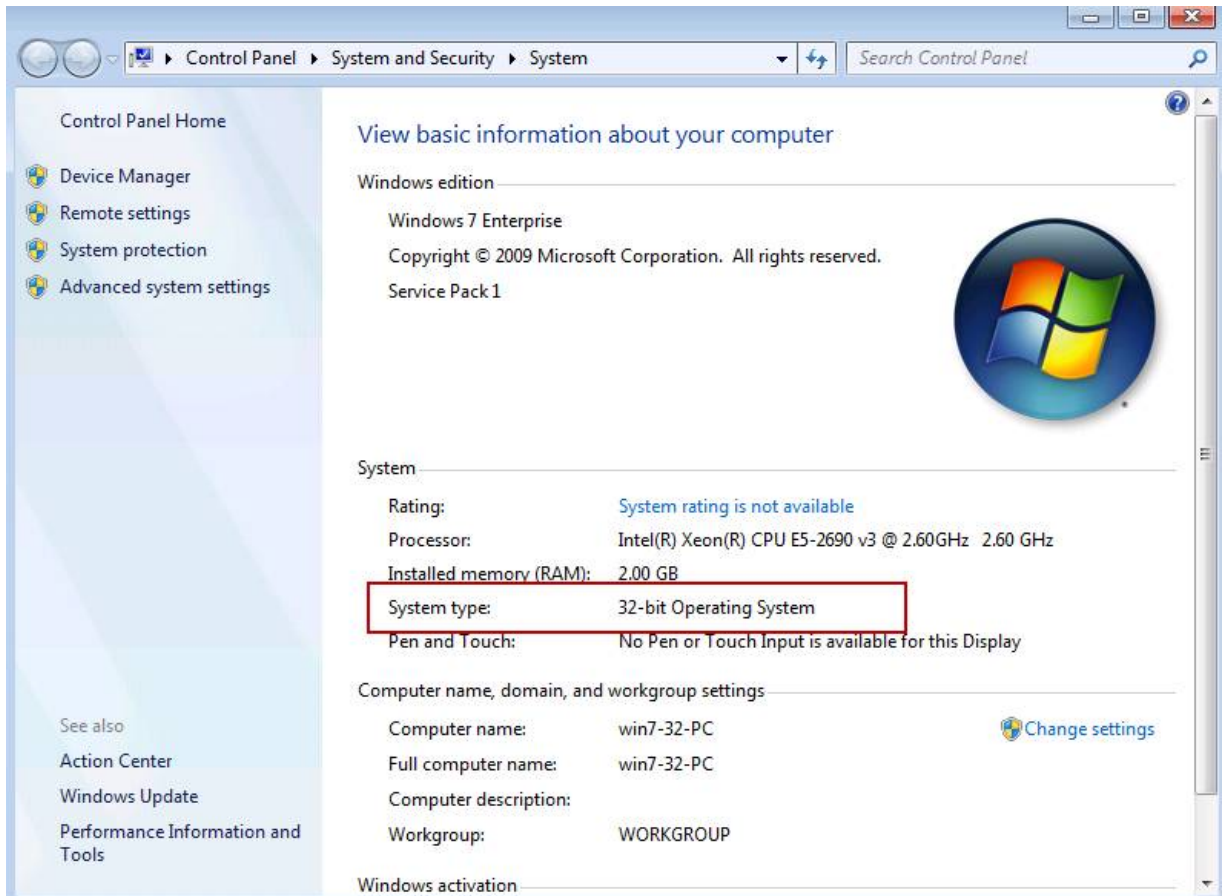 Control Panel ▸ System and Security ▸ System
Search Control Panel
Control Panel Home
Device Manager
Remote settings
System protection
Advanced system settings
See also
Action Center
Windows Update
Performance Information and
Tools
View basic information about your computer
Windows edition
Windows 7 Enterprise
Copyright © 2009 Microsoft Corporation. All rights reserved.
Service Pack 1
System
Rating: System rating is not available
Processor: Intel(R) Xeon(R) CPU E5-2690 v3 @ 2.60GHz 2.60 GHz
Installed memory (RAM): 2.00 GB
System type: 32-bit Operating System
Pen and Touch: No Pen or Touch Input is available for this Display
Computer name, domain, and workgroup settings
Computer name: win7-32-PC
Change settings
Full computer name: win7-32-PC
Computer description:
Workgroup: WORKGROUP
Windows activation